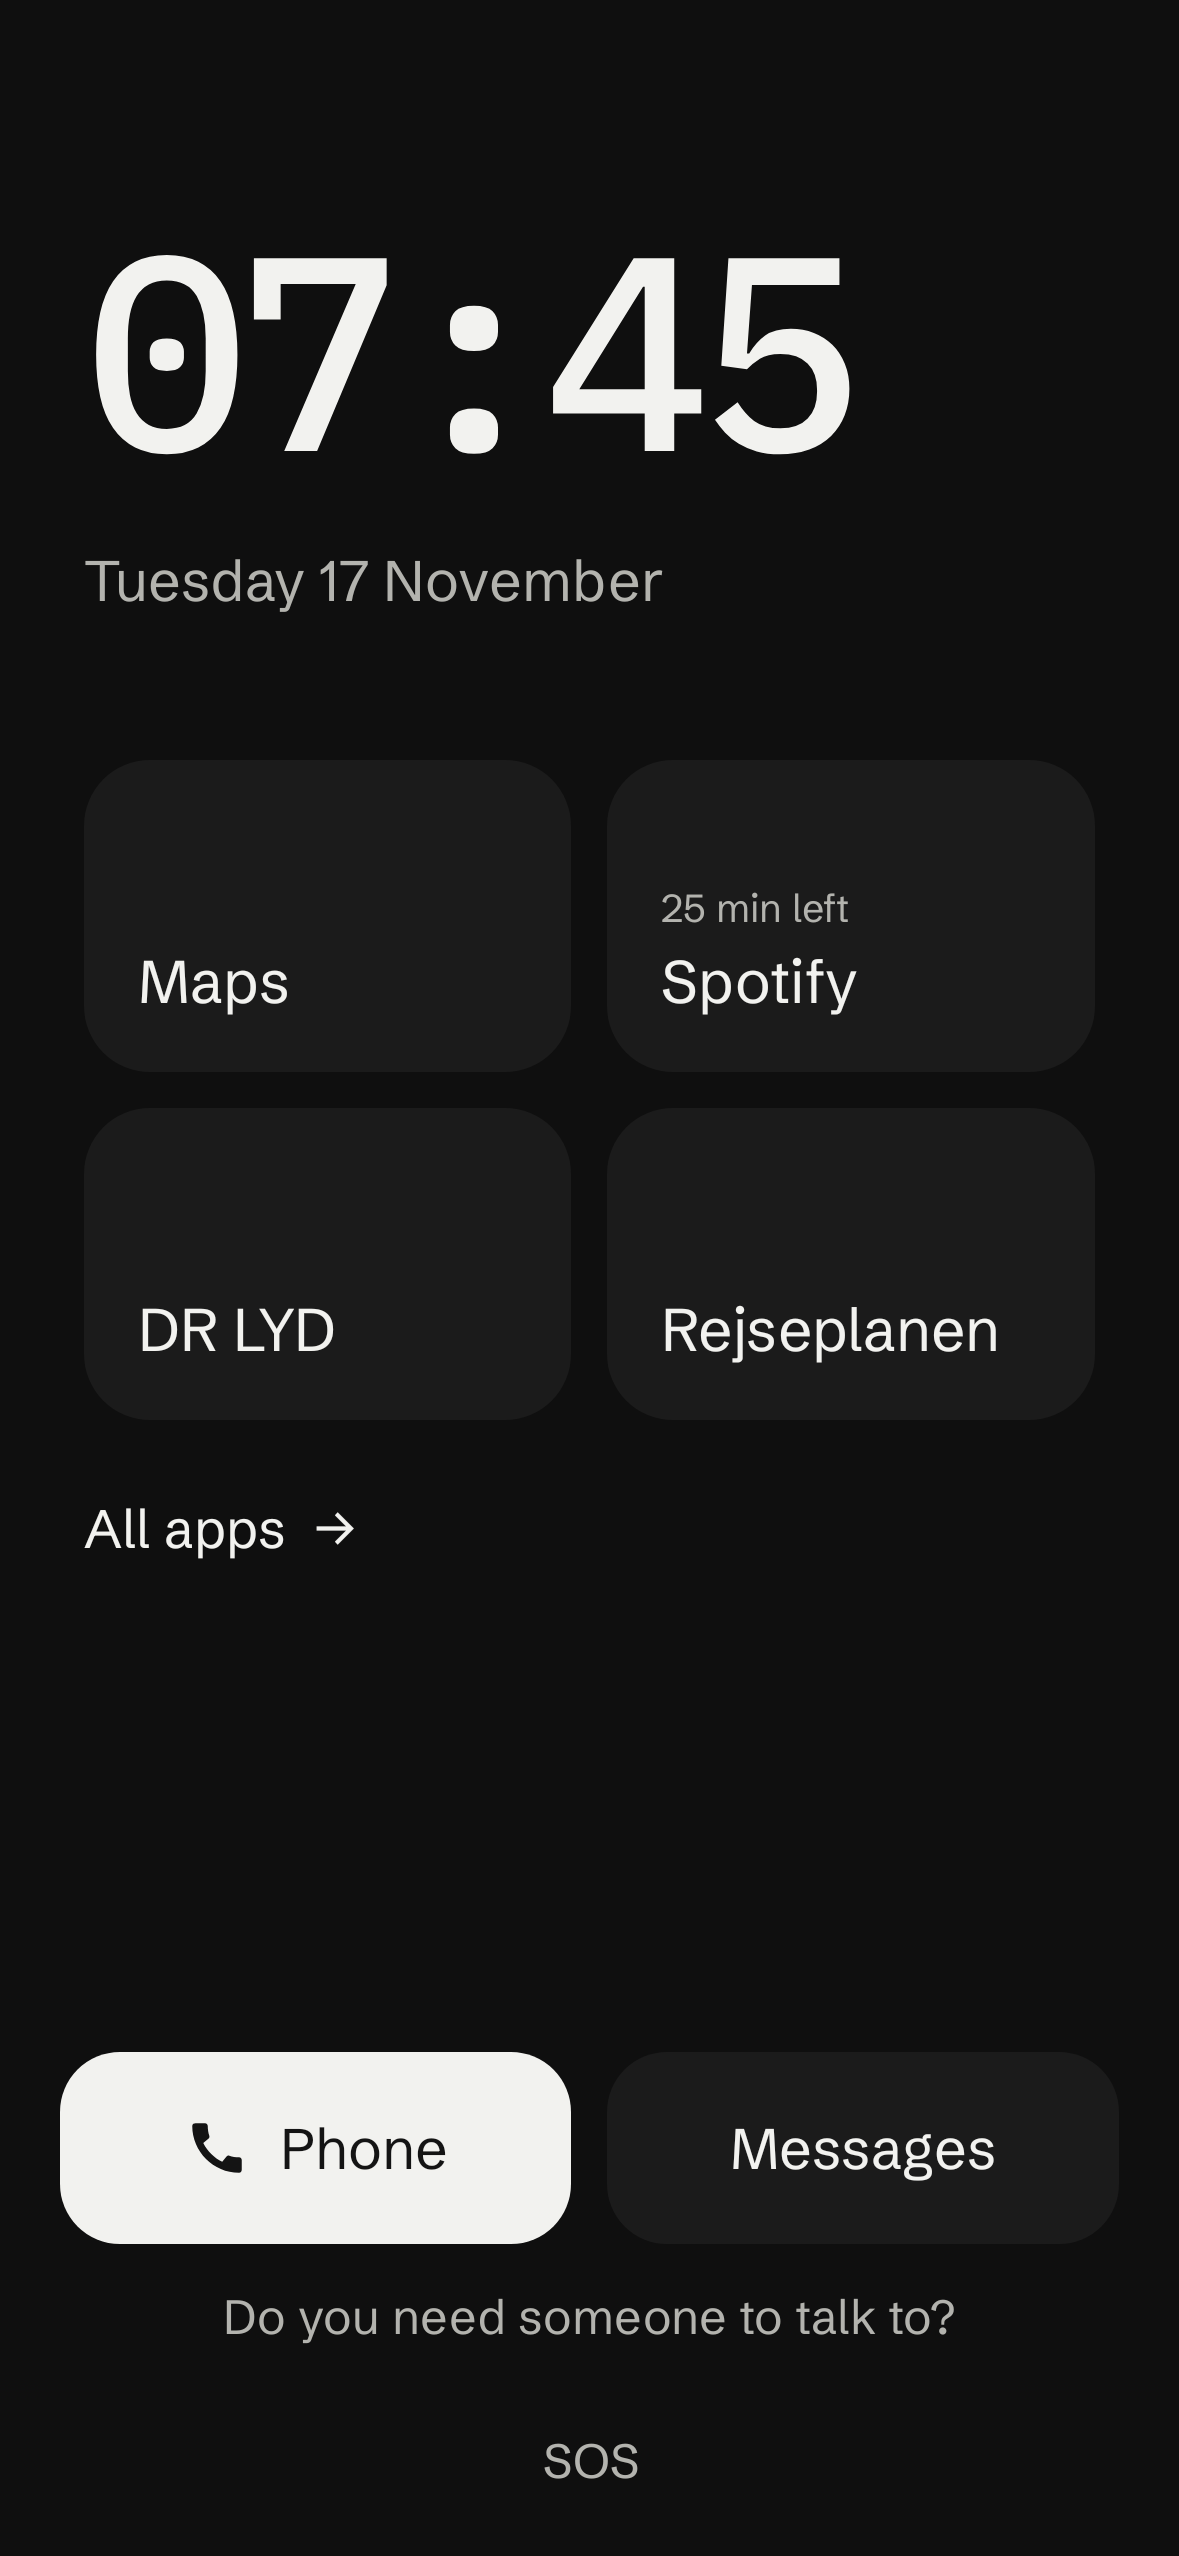 07:45
Tuesday 17 November
Maps
25 min left
Spotify
DR LYD
Rejseplanen
All apps →
Phone
Messages
Do you need someone to talk to?
SOS